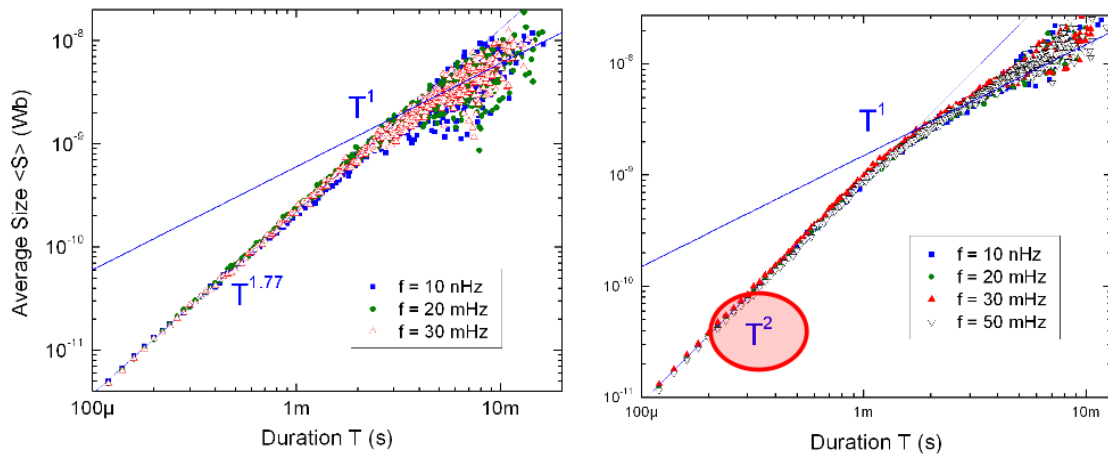 Average Size <S> (Wb)
10⁻⁸
10⁻⁹
10⁻¹⁰
10⁻¹¹
T¹
T¹·⁷⁷
f = 10 nHz
f = 20 mHz
f = 30 mHz
100µ
1m
10m
Duration T (s)
10⁻⁸
10⁻⁹
10⁻¹⁰
10⁻¹¹
T¹
T²
f = 10 nHz
f = 20 mHz
f = 30 mHz
f = 50 mHz
100µ
1m
10m
Duration T (s)